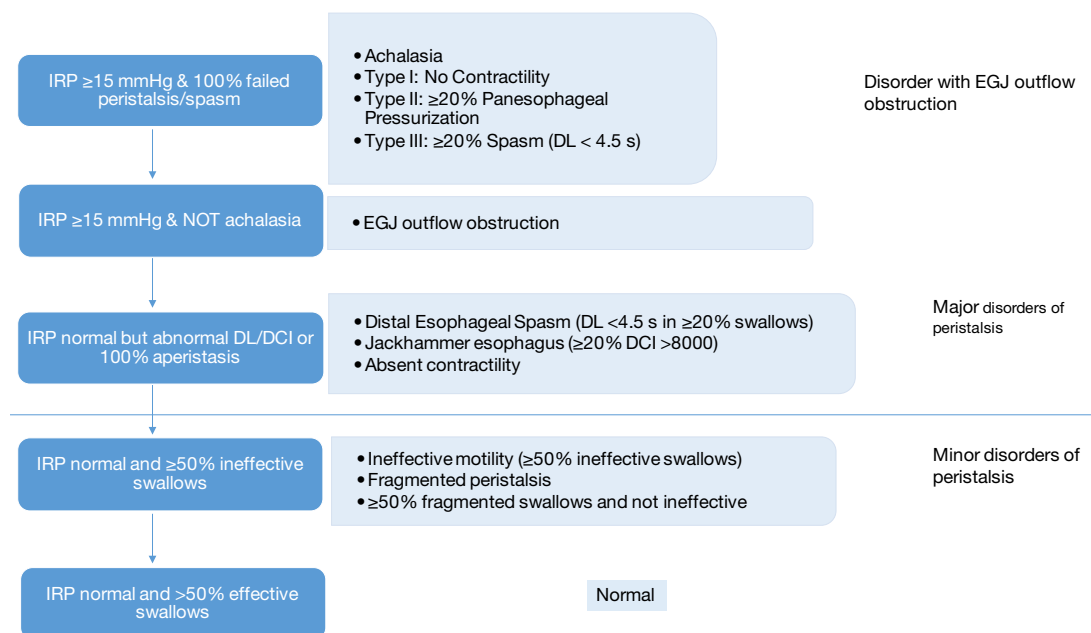 IRP ≥15 mmHg & 100% failed
peristalsis/spasm
• Achalasia
• Type I: No Contractility
• Type II: ≥20% Panesophageal
Pressurization
• Type III: ≥20% Spasm (DL < 4.5 s)
Disorder with EGJ outflow
obstruction
IRP ≥15 mmHg & NOT achalasia
• EGJ outflow obstruction
IRP normal but abnormal DL/DCI or
100% aperistasis
• Distal Esophageal Spasm (DL <4.5 s in ≥20% swallows)
• Jackhammer esophagus (≥20% DCI >8000)
• Absent contractility
Major disorders of
peristalsis
IRP normal and ≥50% ineffective
swallows
• Ineffective motility (≥50% ineffective swallows)
• Fragmented peristalsis
• ≥50% fragmented swallows and not ineffective
Minor disorders of
peristalsis
IRP normal and >50% effective
swallows
Normal